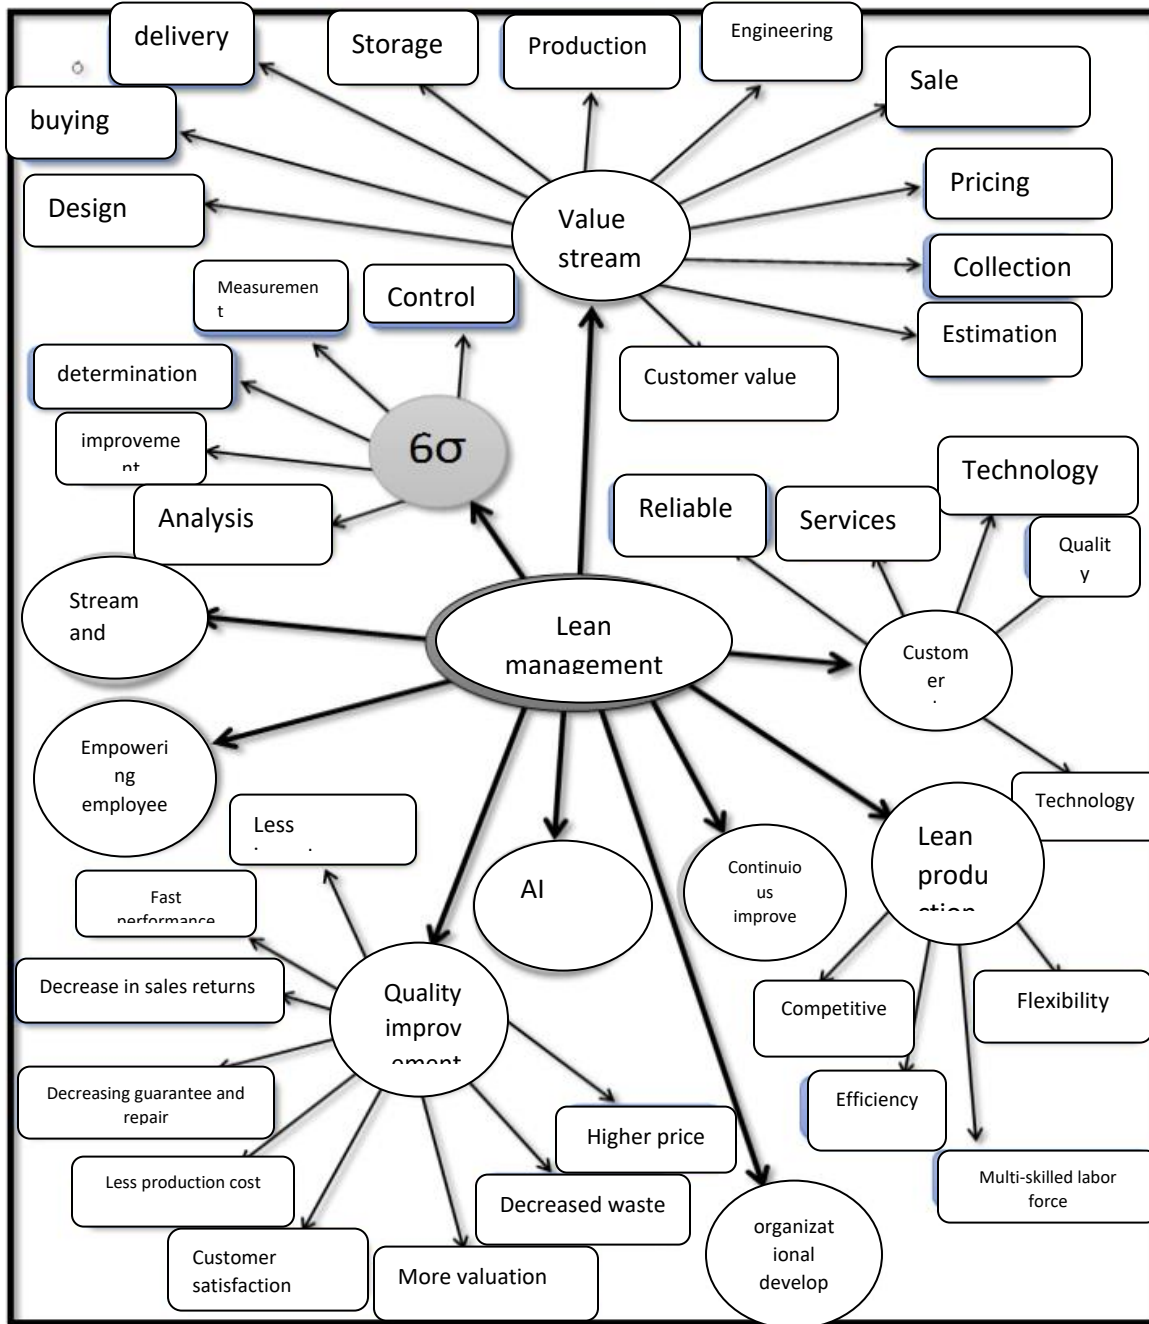 delivery
Storage
Production
Engineering
Sale
buying
Pricing
Design
Value
stream
Collection
Measuremen
t
Control
Estimation
determination
Customer value
improveme
6σ
Technology
Analysis
Reliable
Services
Qualit
y
Stream
and
Lean
management
Custom
er
Empoweri
ng
employee
Technology
Less
Lean
produ
AI
Continuio
us
improve
Fast
performance
Decrease in sales returns
Quality
improv
ement
Competitive
Flexibility
Decreasing guarantee and
repair
Efficiency
Higher price
Less production cost
Decreased waste
Multi-skilled labor
force
Customer
satisfaction
More valuation
organizat
ional
develop